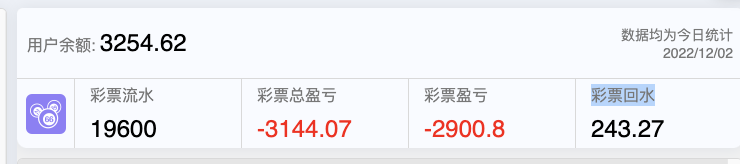 用户余额: 3254.62
数据均为今日统计
2022/12/02
彩票流水
19600
彩票总盈亏
-3144.07
彩票盈亏
-2900.8
彩票回水
243.27
66